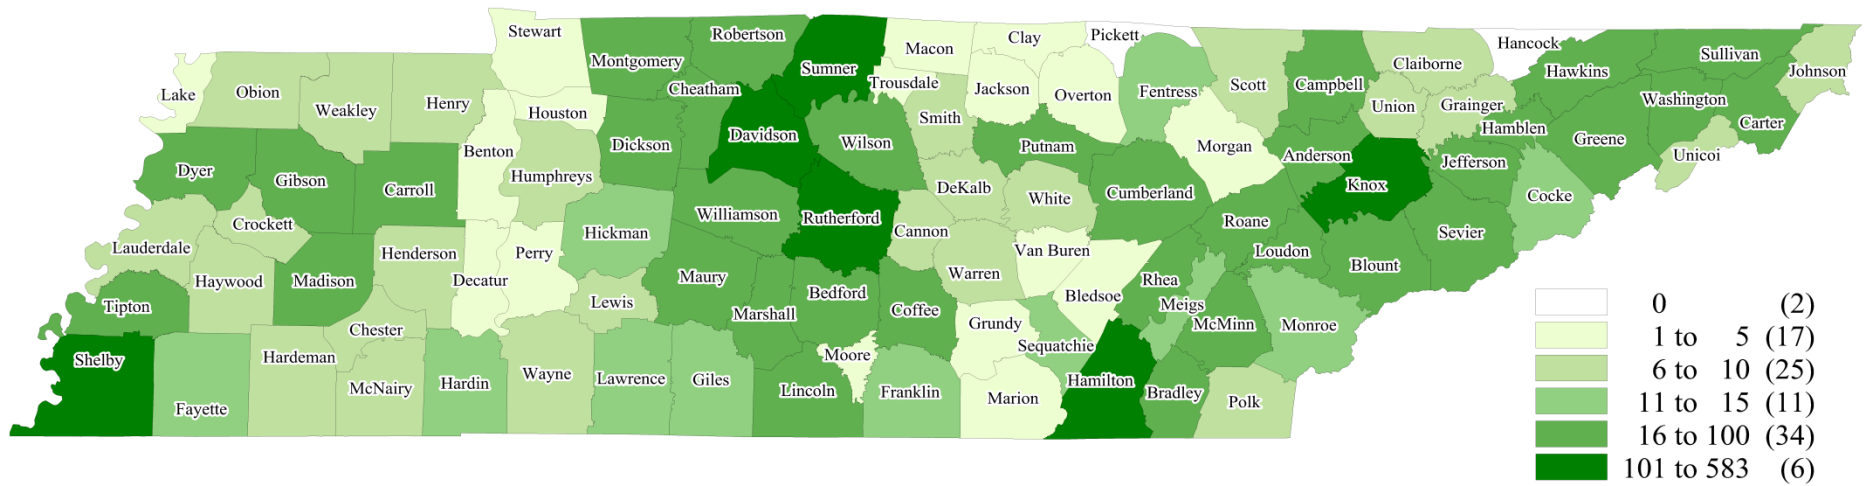 Stewart
Robertson
Macon
Clay
Pickett
Hancock
Sullivan
Montgomery
Sumner
Claiborne
Hawkins
Johnson
Lake
Obion
Weakley
Henry
Cheatham
Trousdale
Jackson
Overton
Fentress
Scott
Campbell
Union
Grainger
Washington
Houston
Smith
Hamblen
Carter
Benton
Dickson
Davidson
Wilson
Putnam
Morgan
Anderson
Jefferson
Greene
Unicoi
Dyer
Gibson
Carroll
Humphreys
DeKalb
White
Cumberland
Knox
Cocke
Crockett
Hickman
Williamson
Rutherford
Cannon
Roane
Sevier
Lauderdale
Henderson
Perry
Van Buren
Loudon
Blount
Haywood
Madison
Decatur
Maury
Warren
Rhea
Tipton
Lewis
Marshall
Bedford
Coffee
Bledsoe
Meigs
Chester
Grundy
McMinn
Monroe
Shelby
Hardeman
Moore
Sequatchie
Fayette
McNairy
Hardin
Wayne
Lawrence
Giles
Lincoln
Franklin
Marion
Hamilton
Bradley
Polk
0 (2)
1 to 5 (17)
6 to 10 (25)
11 to 15 (11)
16 to 100 (34)
101 to 583 (6)